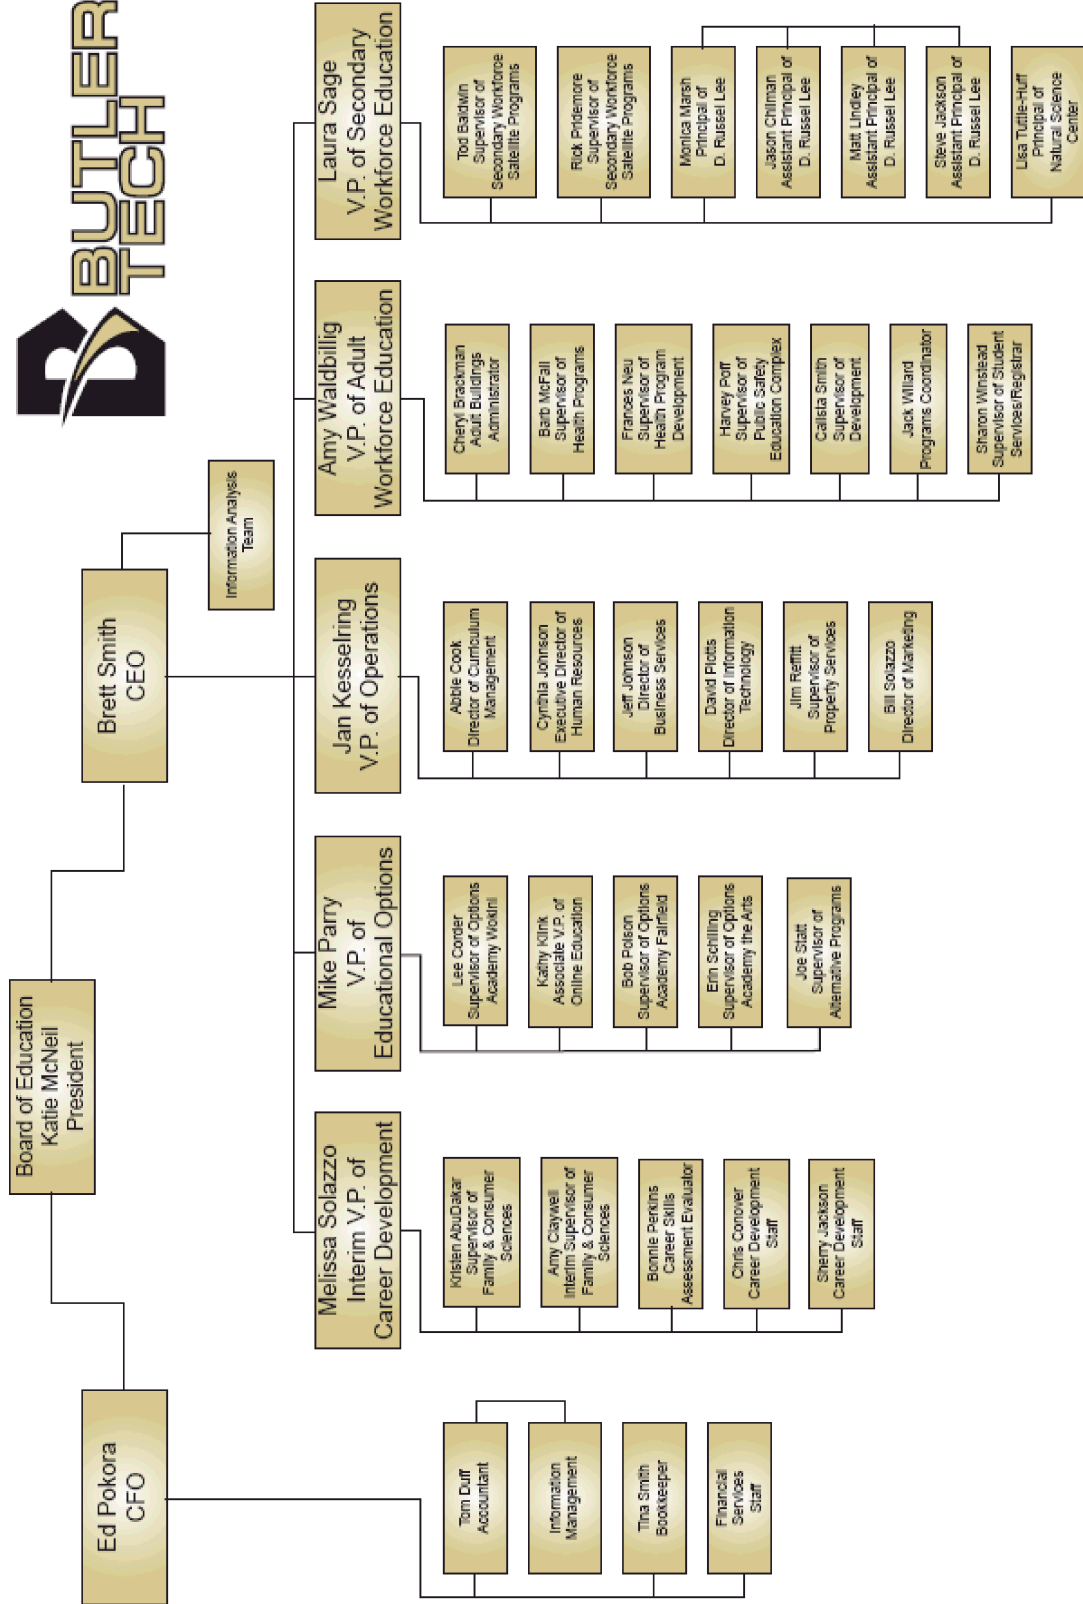 BUTLER
TECH
Board of Education
Katie McNeil
President
Ed Pokora
CFO
Brett Smith
CEO
Information Analysis
Team
Melissa Solazzo
Interim V.P. of
Career Development
Mike Parry
V.P. of
Educational Options
Jan Kesselring
V.P. of Operations
Amy Waldbillig
V.P. of Adult
Workforce Education
Laura Sage
V.P. of Secondary
Workforce Education
Tom Duff
Accountant
Information
Management
Tina Smith
Bookkeeper
Financial
Services
Staff
Kristen AbuDakar
Supervisor of
Family & Consumer
Sciences
Amy Claywell
Interim Supervisor of
Family & Consumer
Sciences
Bonnie Perkins
Career Skills
Assessment Evaluator
Chris Conover
Career Development
Staff
Sherry Jackson
Career Development
Staff
Lee Corder
Supervisor of Options
Academy Wokini
Kathy Klink
Associate V.P. of
Online Education
Bob Polson
Supervisor of Options
Academy Fairfield
Erin Schilling
Supervisor of Options
Academy the Arts
Joe Statt
Supervisor of
Alternative Programs
Abbie Cook
Director of Curriculum
Management
Cynthia Johnson
Executive Director of
Human Resources
Jeff Johnson
Director of
Business Services
David Plotts
Director of Information
Technology
Jim Reffitt
Supervisor of
Property Services
Bill Solazzo
Director of Marketing
Cheryl Brackman
Adult Buildings
Administrator
Barb McFall
Supervisor of
Health Programs
Frances Neu
Supervisor of
Health Program
Development
Harvey Poff
Supervisor of
Public Safety
Education Complex
Calista Smith
Supervisor of
Development
Jack Willard
Programs Coordinator
Sharon Winstead
Supervisor of Student
Services/Registrar
Tod Baldwin
Supervisor of
Secondary Workforce
Satellite Programs
Rick Pridemore
Supervisor
Secondary Workforce
Satellite Programs
Monica Marsh
Principal of
D. Russel Lee
Jason Chilman
Assistant Principal of
D. Russel Lee
Matt Lindley
Assistant Principal of
D. Russel Lee
Steve Jackson
Assistant Principal of
D. Russel Lee
Lisa Tuttle-Huff
Principal of
Natural Science
Center